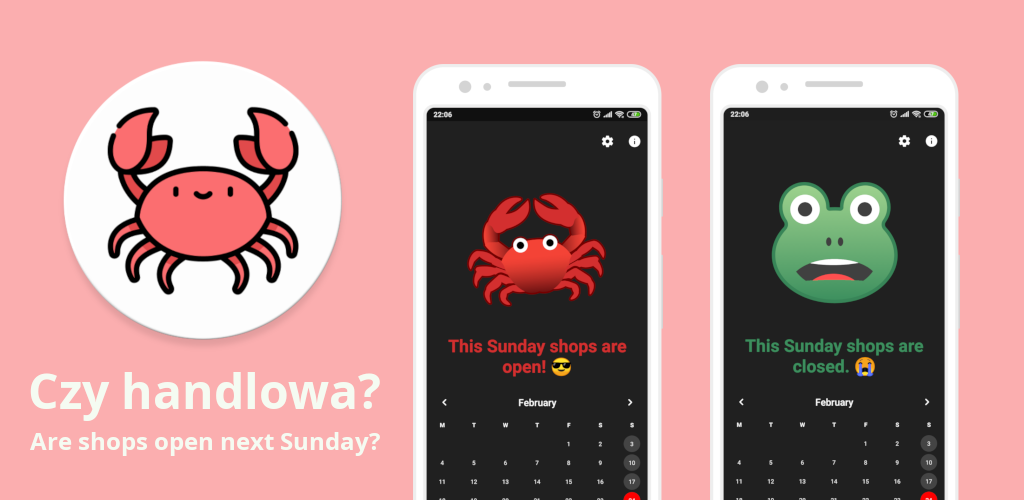 Czy handlowa?
Are shops open next Sunday?
22:06
This Sunday shops are
open! 😎
February
M T W T F S S
1 2 3
4 5 6 7 8 9 10
11 12 13 14 15 16 17
22:06
This Sunday shops are
closed. 😭
February
M T W T F S S
1 2 3
4 5 6 7 8 9 10
11 12 13 14 15 16 17